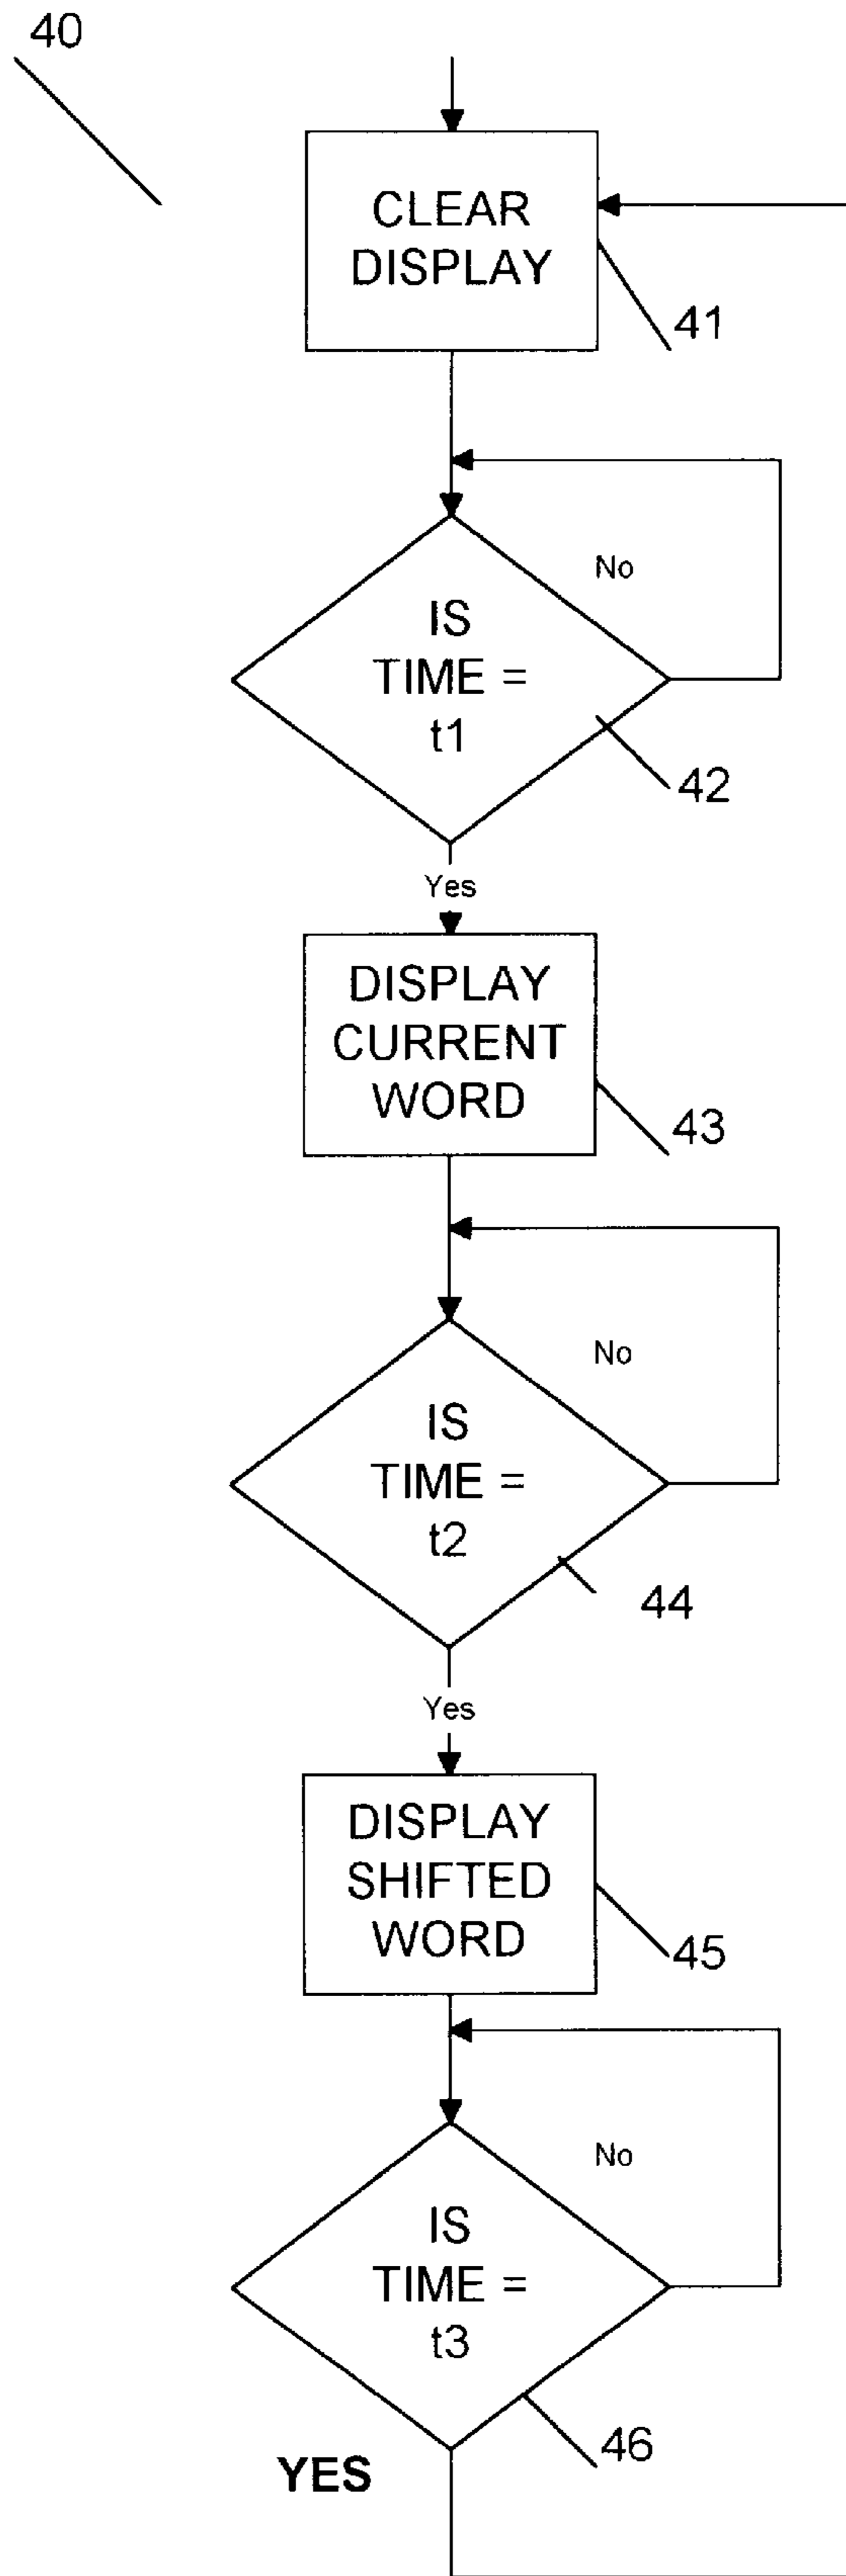 40
CLEAR
DISPLAY
41
No
IS
TIME =
t1
42
Yes
DISPLAY
CURRENT
WORD
43
No
IS
TIME =
t2
44
Yes
DISPLAY
SHIFTED
WORD
45
No
IS
TIME =
t3
46
YES